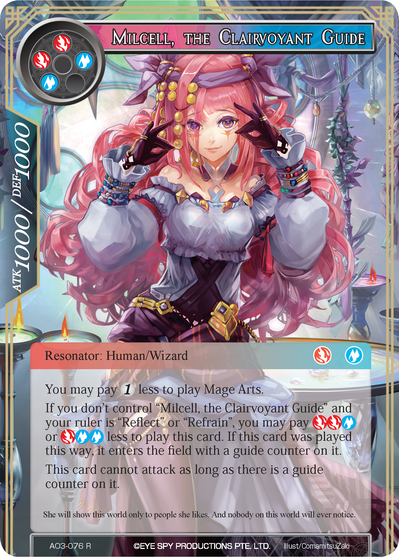 Milcell, the Clairvoyant Guide
ATK 1000 / DEF 1000
Resonator: Human/Wizard
You may pay 1 less to play Mage Arts.
If you don't control "Milcell, the Clairvoyant Guide" and
your ruler is "Reflect" or "Refrain", you may pay
or less to play this card. If this card was played
this way, it enters the field with a guide counter on it.
This card cannot attack as long as there is a guide
counter on it.
She will show this world only to people she likes. And nobody on this world will ever notice.
AO3-076 R ©EYE SPY PRODUCTIONS PTE. LTD. Illust/ComamitsuZaki